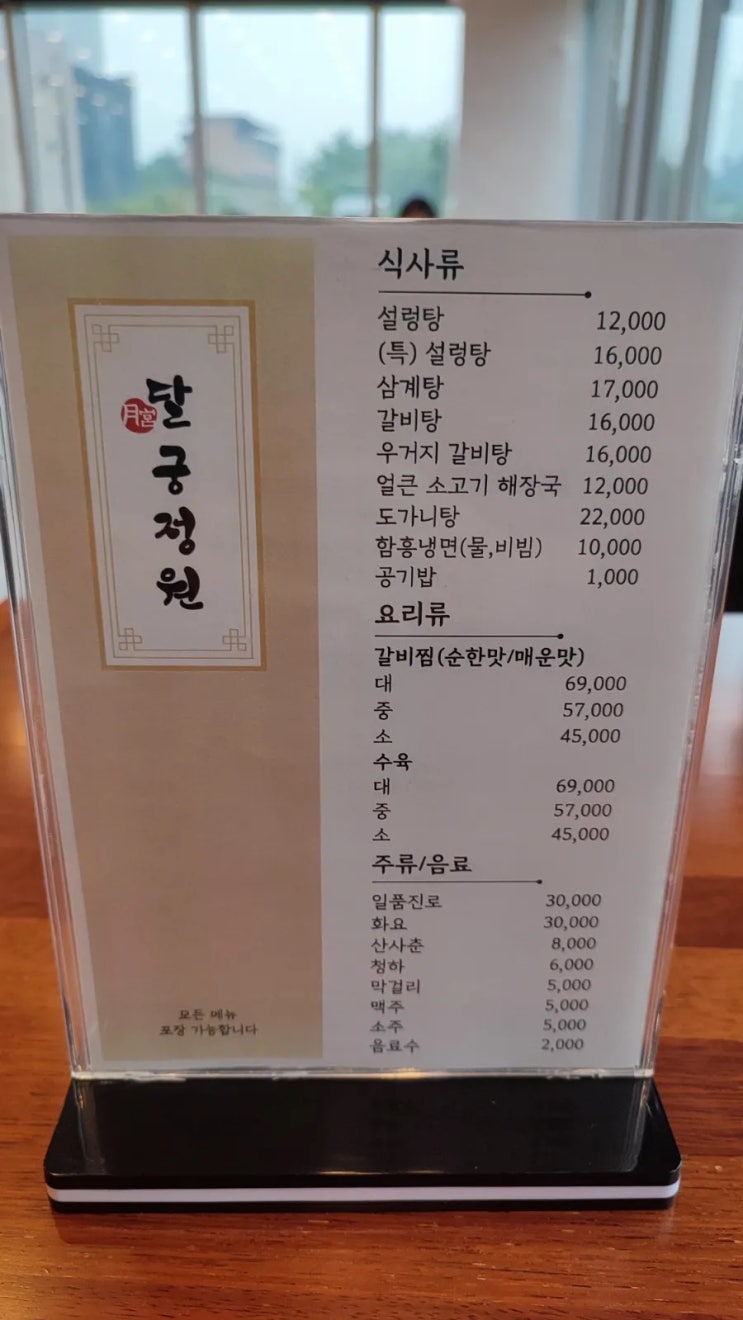 달궁정원
月宮
모든 메뉴
포장 가능합니다
식사류
설렁탕 12,000
(특) 설렁탕 16,000
삼계탕 17,000
갈비탕 16,000
우거지 갈비탕 16,000
얼큰 소고기 해장국 12,000
도가니탕 22,000
함흥냉면(물,비빔) 10,000
공기밥 1,000
요리류
갈비찜(순한맛/매운맛)
대 69,000
중 57,000
소 45,000
수육
대 69,000
중 57,000
소 45,000
주류/음료
일품진로 30,000
화요 30,000
산사춘 8,000
청하 6,000
막걸리 5,000
맥주 5,000
소주 5,000
음료수 2,000